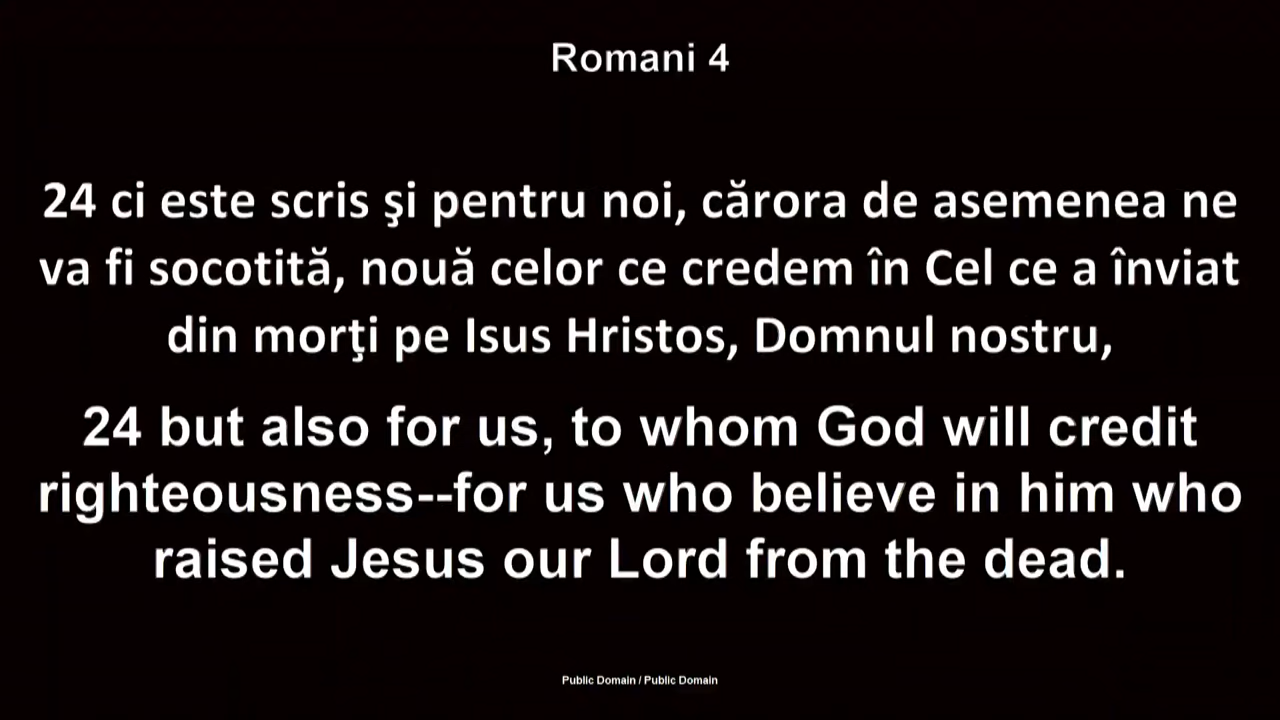 Romani 4
24 ci este scris şi pentru noi, cărora de asemenea ne
va fi socotită, nouă celor ce credem în Cel ce a înviat
din morţi pe Isus Hristos, Domnul nostru,
24 but also for us, to whom God will credit
righteousness--for us who believe in him who
raised Jesus our Lord from the dead.
Public Domain / Public Domain